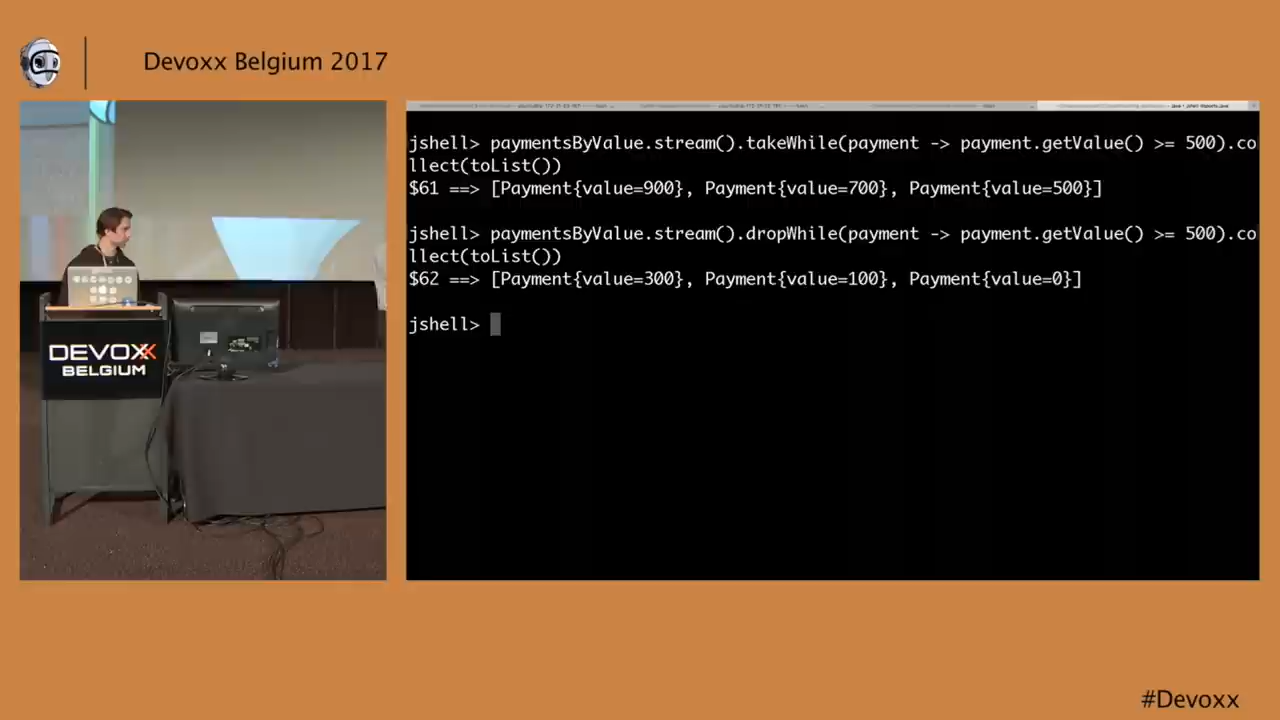 Devoxx Belgium 2017
jshell> paymentsByValue.stream().takeWhile(payment -> payment.getValue() >= 500).co
llect(toList())
$61 ==> [Payment{value=900}, Payment{value=700}, Payment{value=500}]
jshell> paymentsByValue.stream().dropWhile(payment -> payment.getValue() >= 500).co
llect(toList())
$62 ==> [Payment{value=300}, Payment{value=100}, Payment{value=0}]
jshell>
DEVOXX
BELGIUM
#Devoxx